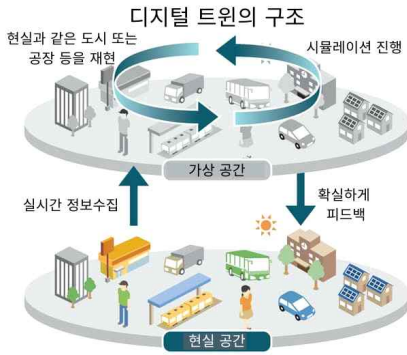 디지털 트윈의 구조
현실과 같은 도시 또는
공장 등을 재현
시뮬레이션 진행
가상 공간
실시간 정보수집
확실하게
피드백
현실 공간